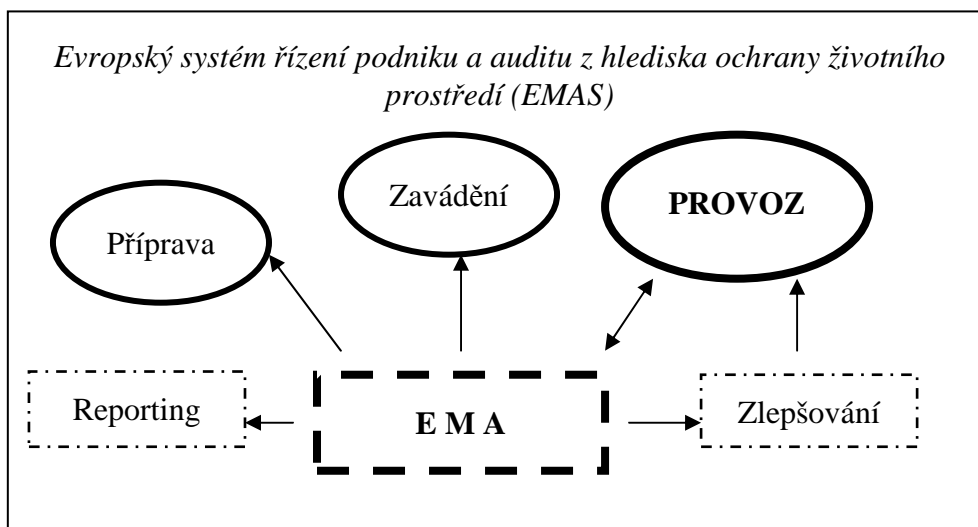 Evropský systém řízení podniku a auditu z hlediska ochrany životního
prostředí (EMAS)
Příprava
Zavádění
PROVOZ
Reporting
E M A
Zlepšování